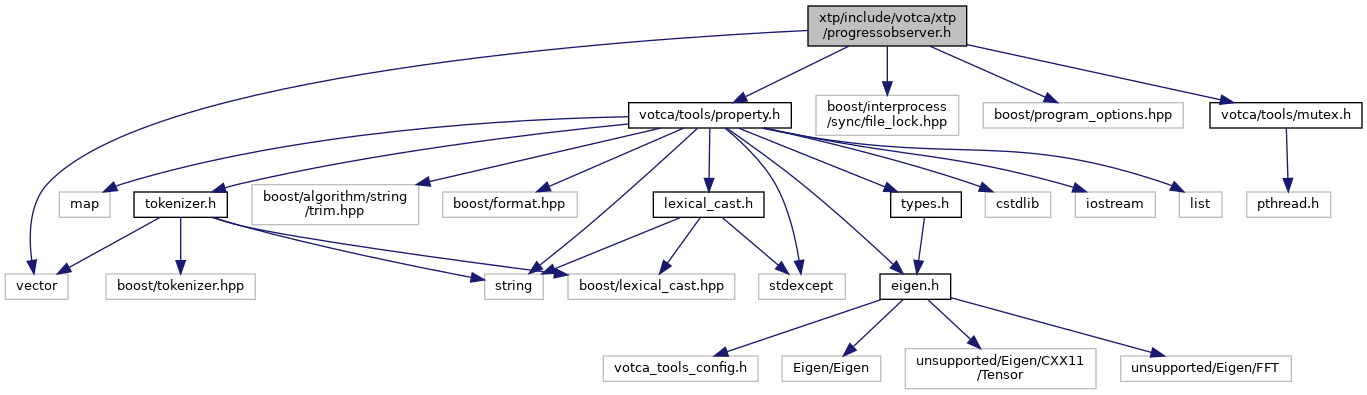 xtp/include/votca/xtp
/progressobserver.h
votca/tools/property.h
boost/interprocess
/sync/file_lock.hpp
boost/program_options.hpp
votca/tools/mutex.h
map
tokenizer.h
boost/algorithm/string
/trim.hpp
boost/format.hpp
lexical_cast.h
types.h
cstdlib
iostream
list
pthread.h
vector
boost/tokenizer.hpp
string
boost/lexical_cast.hpp
stdexcept
eigen.h
votca_tools_config.h
Eigen/Eigen
unsupported/Eigen/CXX11
/Tensor
unsupported/Eigen/FFT